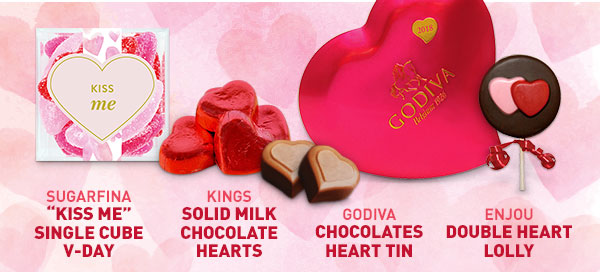 KISS
me
2018
GODIVA
Belgium 1926
SUGARFINA
“KISS ME”
SINGLE CUBE
V-DAY
KINGS
SOLID MILK
CHOCOLATE
HEARTS
GODIVA
CHOCOLATES
HEART TIN
ENJOU
DOUBLE HEART
LOLLY